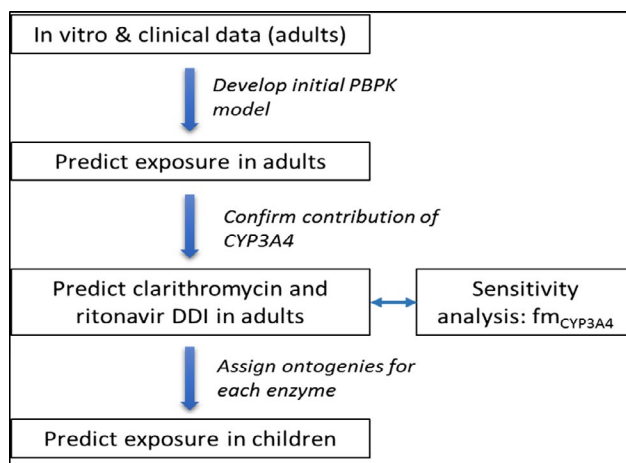 In vitro & clinical data (adults)
Develop initial PBPK
model
Predict exposure in adults
Confirm contribution of
CYP3A4
Predict clarithromycin and
ritonavir DDI in adults
Sensitivity
analysis: fmCYP3A4
Assign ontogenies for
each enzyme
Predict exposure in children